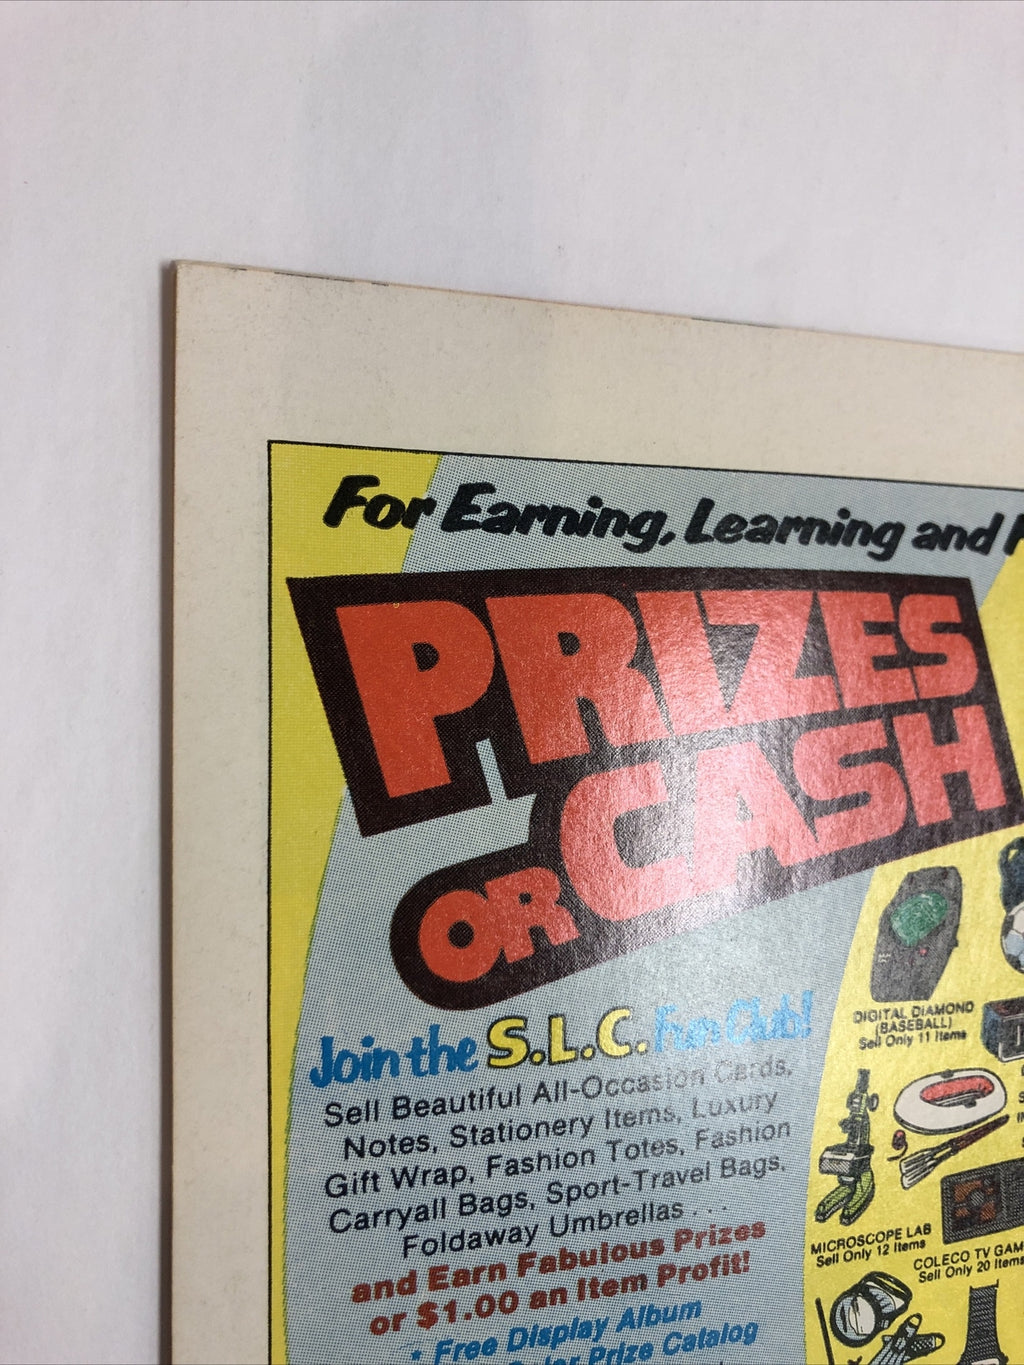 For Earning, Learning and
PRIZES
OR CASH
Join the S.L.C. Fun Club!
Sell Beautiful All-Occasion Cards,
Notes, Stationery Items, Luxury
Gift Wrap, Fashion Totes, Fashion
Carryall Bags, Sport-Travel Bags,
Foldaway Umbrellas...
and Earn Fabulous Prizes
or $1.00 an Item Profit!
• Free Display Album
Prize Catalog
DIGITAL DIAMOND
(BASEBALL)
Sell Only 11 Items
MICROSCOPE LAB
Sell Only 12 Items
COLECO TV GAM
Sell Only 20 Items